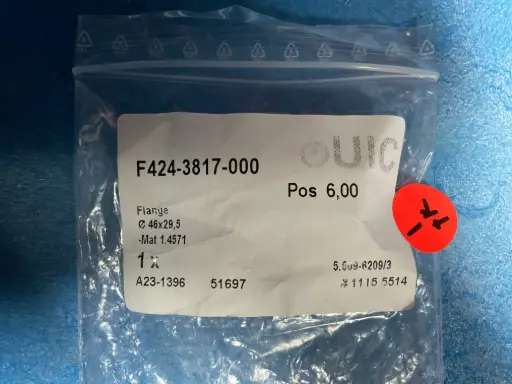 UIC
F424-3817-000
Pos 6,00
Flange
Ø 46x29,5
-Mat 1.4571
1 x
5.609-6209/3
A23-1396 51697 # 1115 5514